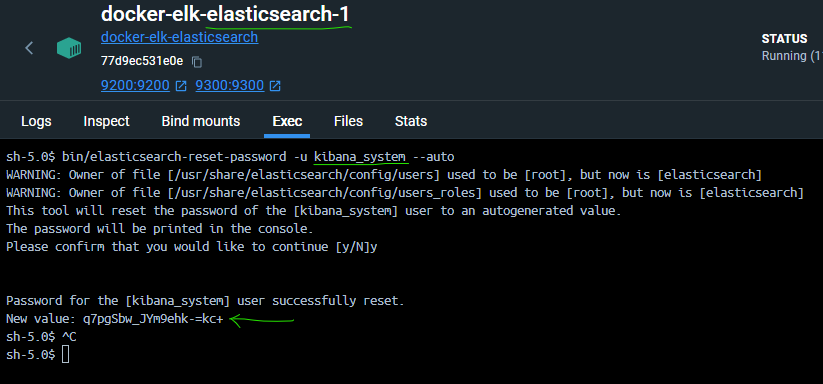 docker-elk-elasticsearch-1
docker-elk-elasticsearch
77d9ec531e0e
9200:9200 9300:9300
STATUS
Running (1
Logs Inspect Bind mounts Exec Files Stats
sh-5.0$ bin/elasticsearch-reset-password -u kibana_system --auto
WARNING: Owner of file [/usr/share/elasticsearch/config/users] used to be [root], but now is [elasticsearch]
WARNING: Owner of file [/usr/share/elasticsearch/config/users_roles] used to be [root], but now is [elasticsearch]
This tool will reset the password of the [kibana_system] user to an autogenerated value.
The password will be printed in the console.
Please confirm that you would like to continue [y/N]y
Password for the [kibana_system] user successfully reset.
New value: q7pgSbw_JYm9ehk-=kc+
sh-5.0$ ^C
sh-5.0$